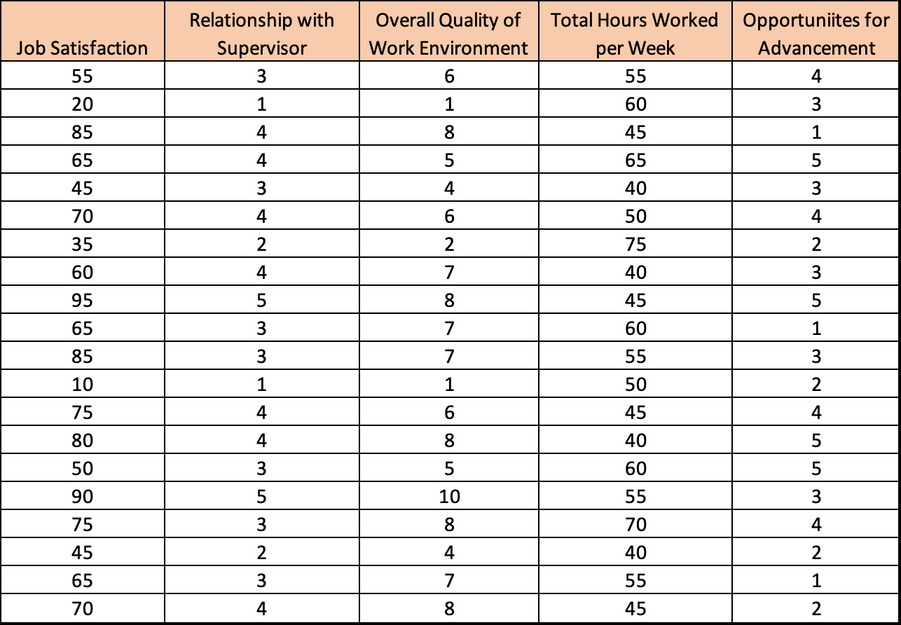 Job Satisfaction Relationship with Supervisor Overall Quality of Work Environment Total Hours Worked per Week Opportuniites for Advancement
55 3 6 55 4
20 1 1 60 3
85 4 8 45 1
65 4 5 65 5
45 3 4 40 3
70 4 6 50 4
35 2 2 75 2
60 4 7 40 3
95 5 8 45 5
65 3 7 60 1
85 3 7 55 3
10 1 1 50 2
75 4 6 45 4
80 4 8 40 5
50 3 5 60 5
90 5 10 55 3
75 3 8 70 4
45 2 4 40 2
65 3 7 55 1
70 4 8 45 2